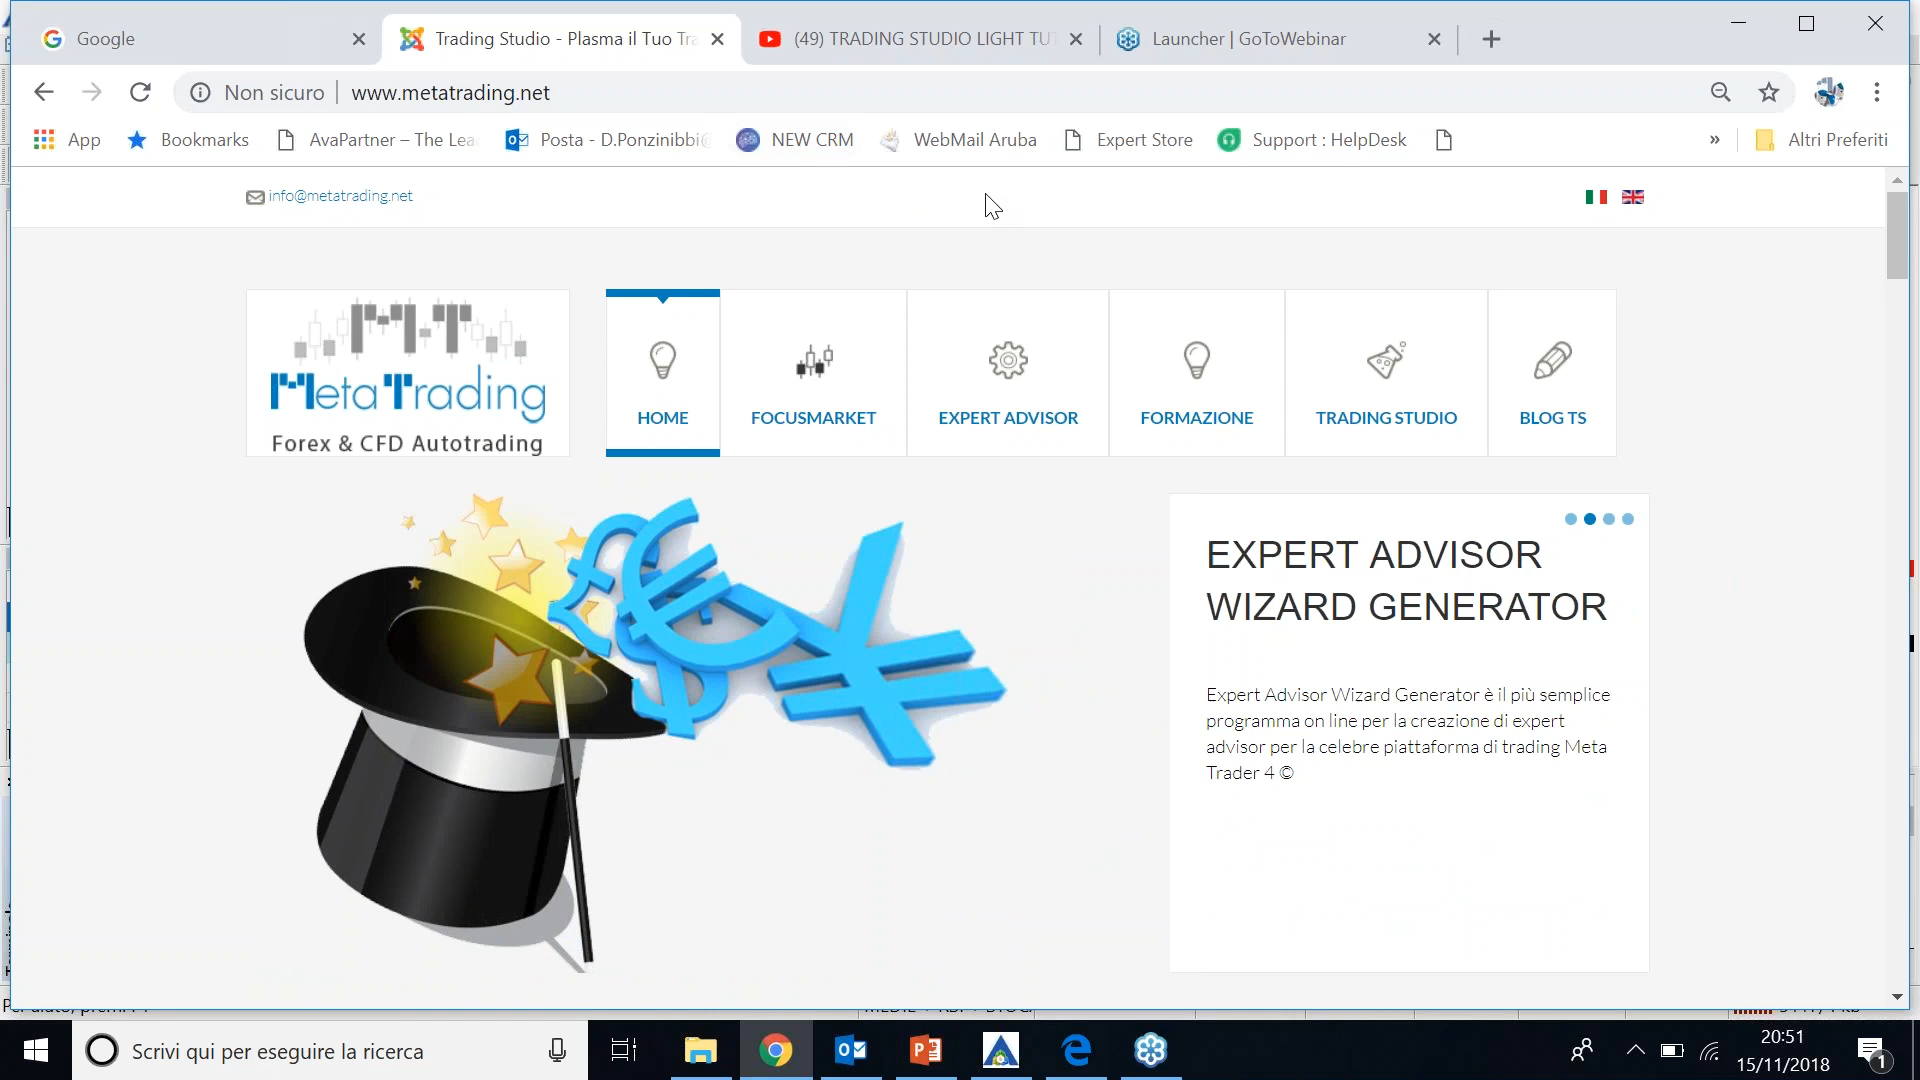 Google
Trading Studio - Plasma il Tuo Tra
(49) TRADING STUDIO LIGHT TUT
Launcher | GoToWebinar
Non sicuro
www.metatrading.net
App
Bookmarks
AvaPartner – The Lea
Posta - D.Ponzinibbi@
NEW CRM
WebMail Aruba
Expert Store
Support : HelpDesk
»
Altri Preferiti
info@metatrading.net
MetaTrading
Forex & CFD Autotrading
HOME
FOCUSMARKET
EXPERT ADVISOR
FORMAZIONE
TRADING STUDIO
BLOG TS
EXPERT ADVISOR
WIZARD GENERATOR
Expert Advisor Wizard Generator è il più semplice
programma on line per la creazione di expert
advisor per la celebre piattaforma di trading Meta
Trader 4 ©
Scrivi qui per eseguire la ricerca
20:51
15/11/2018
1